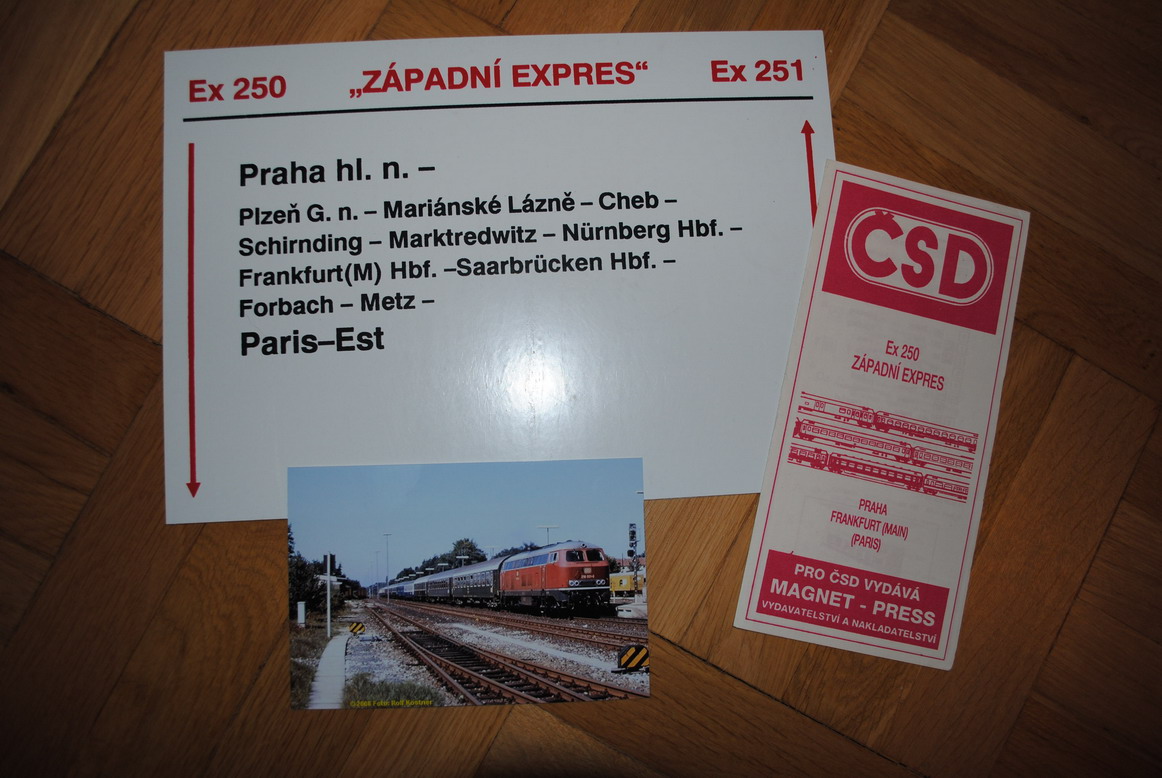 Ex 250 „ZÁPADNÍ EXPRES“ Ex 251
Praha hl. n. –
Plzeň G. n. – Mariánské Lázně – Cheb –
Schirnding – Marktredwitz – Nürnberg Hbf. –
Frankfurt(M) Hbf. –Saarbrücken Hbf. –
Forbach – Metz –
Paris–Est
ČSD
Ex 250
ZÁPADNÍ EXPRES
PRAHA
FRANKFURT (MAIN)
(PARIS)
PRO ČSD VYDÁVÁ
MAGNET - PRESS
VYDAVATELSTVÍ A NAKLADATELSTVÍ